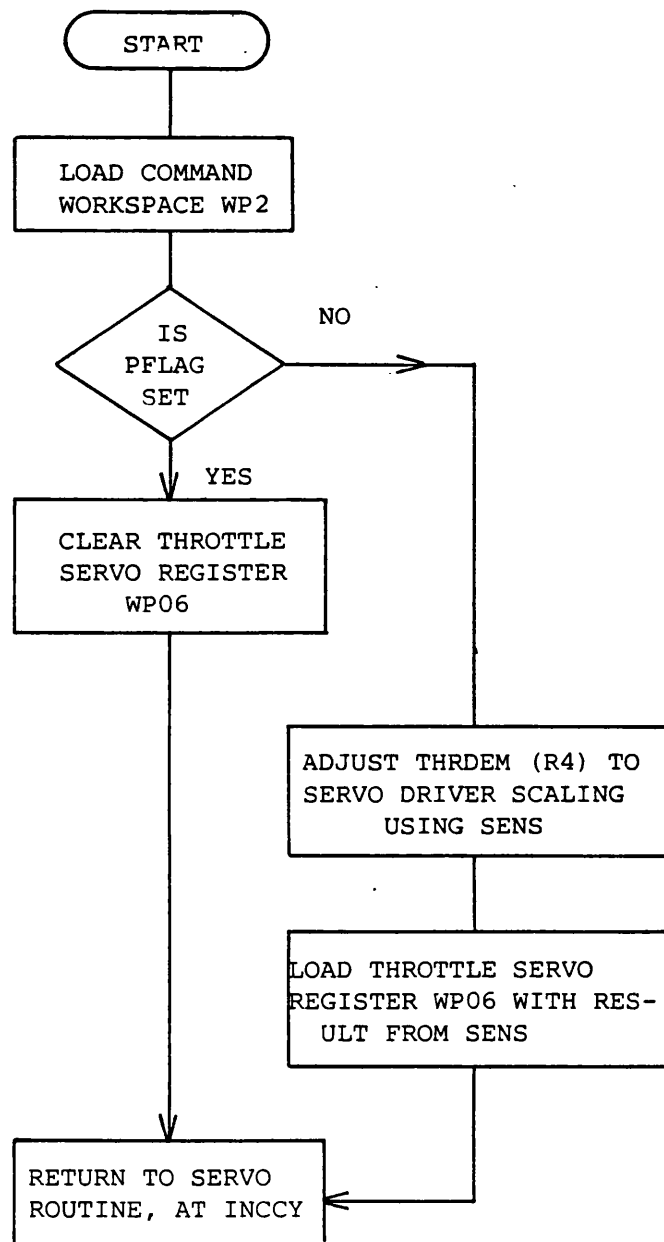 START
LOAD COMMAND
WORKSPACE WP2
IS
PFLAG
SET
NO
YES
CLEAR THROTTLE
SERVO REGISTER
WP06
ADJUST THRDEM (R4) TO
SERVO DRIVER SCALING
USING SENS
LOAD THROTTLE SERVO
REGISTER WP06 WITH RES-
ULT FROM SENS
RETURN TO SERVO
ROUTINE, AT INCCY